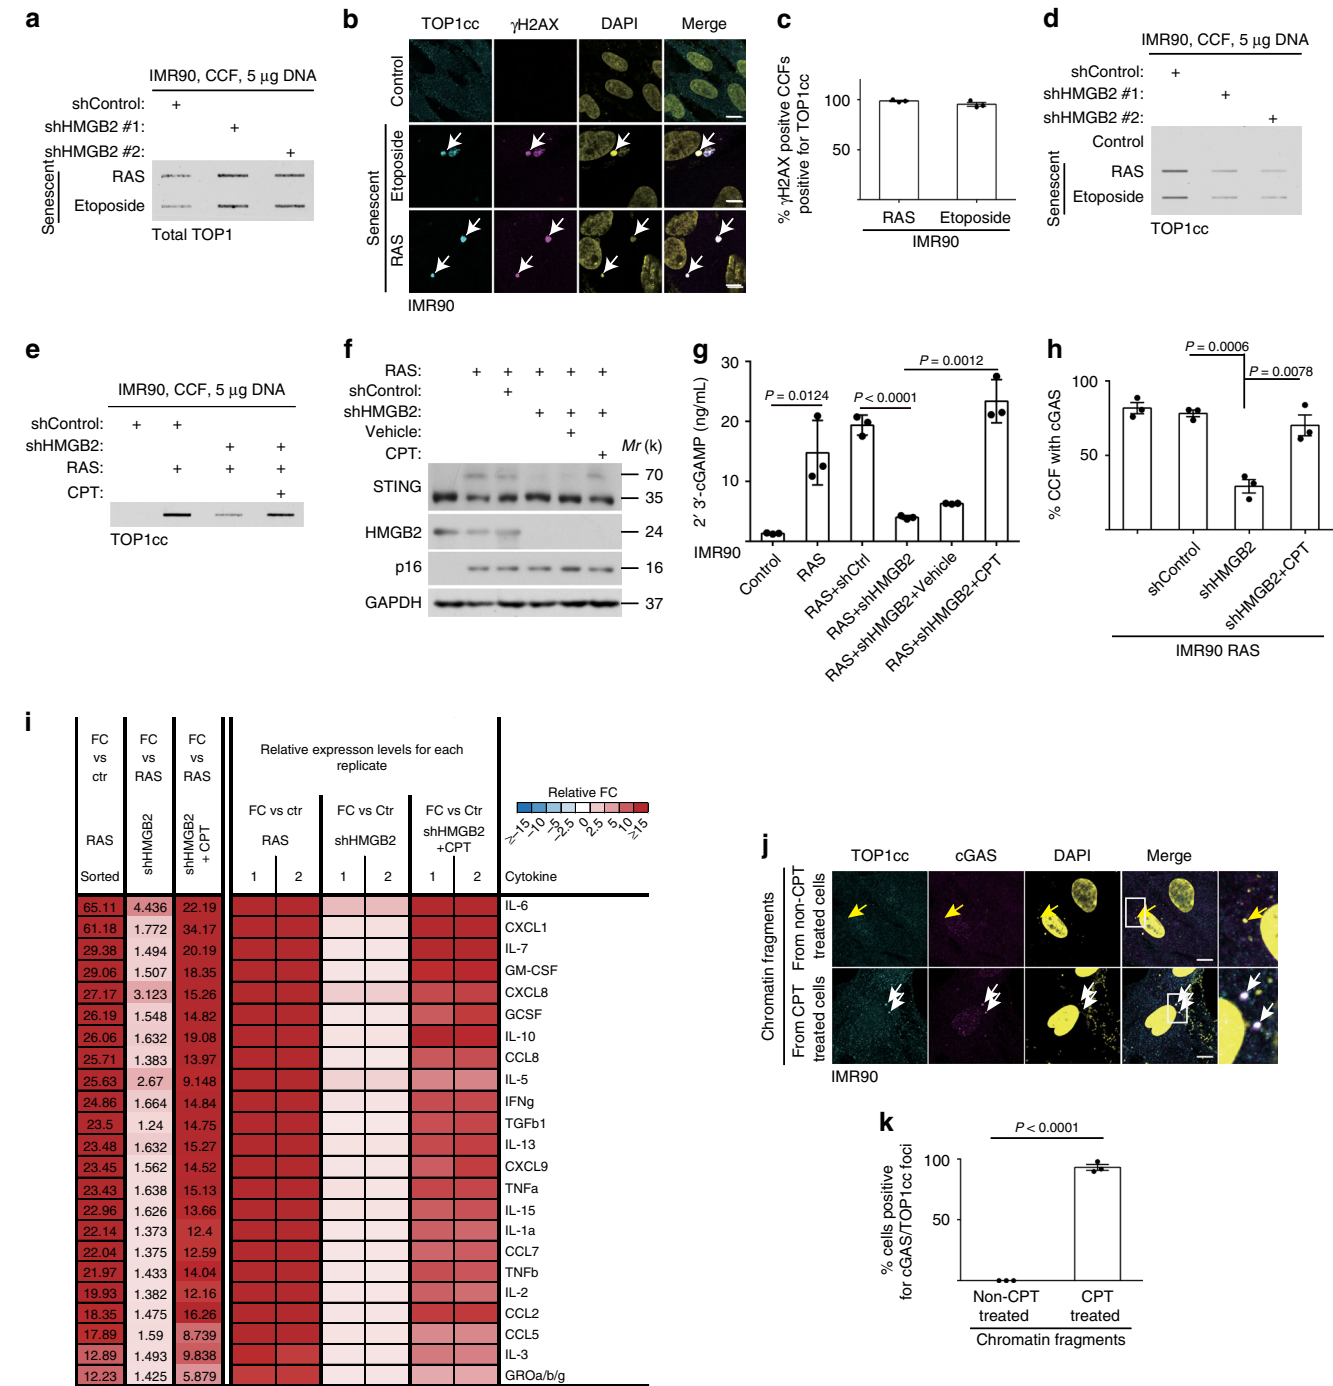 a
IMR90, CCF, 5 µg DNA
shControl: +
shHMGB2 #1: +
shHMGB2 #2: +
Senescent
RAS
Etoposide
Total TOP1
b
TOP1cc γH2AX DAPI Merge
Control
Senescent
Etoposide
RAS
IMR90
c
% γH2AX positive CCFs
positive for TOP1cc
100
50
RAS Etoposide
IMR90
d
IMR90, CCF, 5 µg DNA
shControl: +
shHMGB2 #1: +
shHMGB2 #2: +
Control
Senescent
RAS
Etoposide
TOP1cc
e
IMR90, CCF, 5 µg DNA
shControl: + +
shHMGB2: + +
RAS: + + +
CPT: +
TOP1cc
f
RAS: + + + + +
shControl: +
shHMGB2: + + +
Vehicle: +
CPT: +
Mr (k)
STING
70
35
HMGB2 24
p16 16
GAPDH 37
g
2′ 3′-cGAMP (ng/mL)
30
20
10
P = 0.0124
P < 0.0001
P = 0.0012
IMR90
Control
RAS
RAS+shCtrl
RAS+shHMGB2
RAS+shHMGB2+Vehicle
RAS+shHMGB2+CPT
h
% CCF with cGAS
100
50
P = 0.0006
P = 0.0078
shControl
shHMGB2
shHMGB2+CPT
IMR90 RAS
i
FC vs ctr
FC vs RAS
FC vs RAS
RAS
shHMGB2
shHMGB2 + CPT
Sorted
Relative expresson levels for each
replicate
FC vs ctr FC vs Ctr FC vs Ctr
RAS shHMGB2 shHMGB2 +CPT
1 2 1 2 1 2
Relative FC
≥−15 −10 −5 −2.5 0 2.5 5 10 ≥15
Cytokine
65.11 4.436 22.19 IL-6
61.18 1.772 34.17 CXCL1
29.38 1.494 20.19 IL-7
29.06 1.507 18.35 GM-CSF
27.17 3.123 15.26 CXCL8
26.19 1.548 14.82 GCSF
26.06 1.632 19.08 IL-10
25.71 1.383 13.97 CCL8
25.63 2.67 9.148 IL-5
24.86 1.664 14.84 IFNg
23.5 1.24 14.75 TGFb1
23.48 1.632 15.27 IL-13
23.45 1.562 14.52 CXCL9
23.43 1.638 15.13 TNFa
22.96 1.626 13.66 IL-15
22.14 1.373 12.4 IL-1a
22.04 1.375 12.59 CCL7
21.97 1.433 14.04 TNFb
19.93 1.382 12.16 IL-2
18.35 1.475 16.26 CCL2
17.89 1.59 8.739 CCL5
12.89 1.493 9.838 IL-3
12.23 1.425 5.879 GROa/b/g
j
TOP1cc cGAS DAPI Merge
Chromatin fragments
From non-CPT
treated cells
From CPT
treated cells
IMR90
k
% cells positive
for cGAS/TOP1cc foci
100
50
P < 0.0001
Non-CPT
treated
CPT
treated
Chromatin fragments